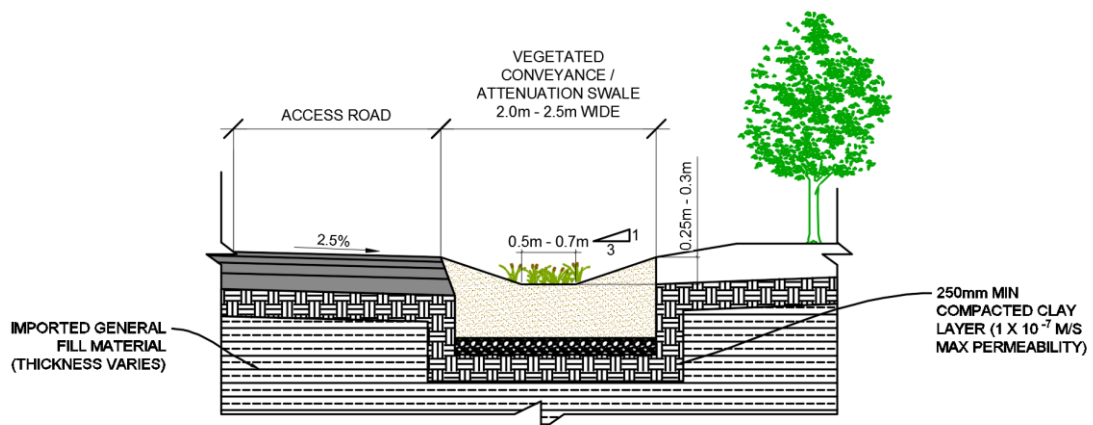 VEGETATED
CONVEYANCE /
ATTENUATION SWALE
2.0m - 2.5m WIDE
ACCESS ROAD
0.25m - 0.3m
2.5%
0.5m - 0.7m
1
3
IMPORTED GENERAL
FILL MATERIAL
(THICKNESS VARIES)
250mm MIN
COMPACTED CLAY
LAYER (1 X 10 ⁻⁷ M/S
MAX PERMEABILITY)